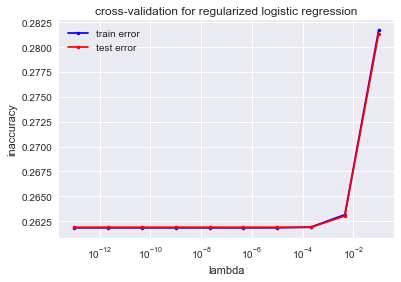 cross-validation for regularized logistic regression
0.2825
0.2800
0.2775
0.2750
0.2725
0.2700
0.2675
0.2650
0.2625
inaccuracy
train error
test error
10⁻¹² 10⁻¹⁰ 10⁻⁸ 10⁻⁶ 10⁻⁴ 10⁻²
lambda